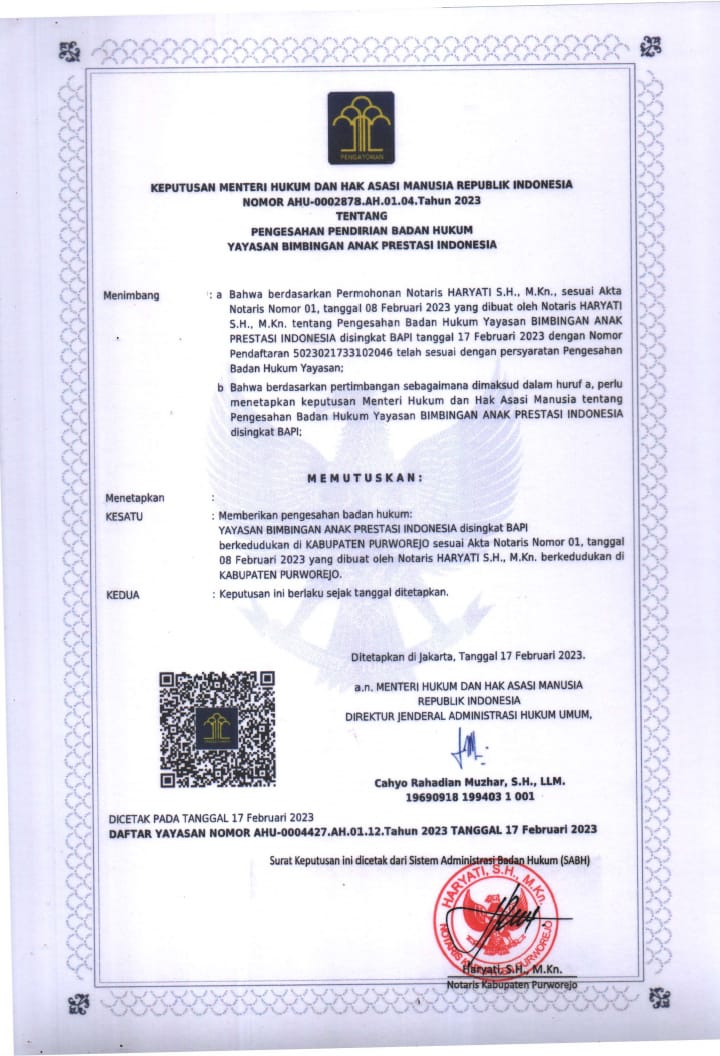 PENGAYOMAN
KEPUTUSAN MENTERI HUKUM DAN HAK ASASI MANUSIA REPUBLIK INDONESIA
NOMOR AHU-0002878.AH.01.04.Tahun 2023
TENTANG
PENGESAHAN PENDIRIAN BADAN HUKUM
YAYASAN BIMBINGAN ANAK PRESTASI INDONESIA
Menimbang : a Bahwa berdasarkan Permohonan Notaris HARYATI S.H., M.Kn., sesuai Akta
Notaris Nomor 01, tanggal 08 Februari 2023 yang dibuat oleh Notaris HARYATI
S.H., M.Kn. tentang Pengesahan Badan Hukum Yayasan BIMBINGAN ANAK
PRESTASI INDONESIA disingkat BAPI tanggal 17 Februari 2023 dengan Nomor
Pendaftaran 5023021733102046 telah sesuai dengan persyaratan Pengesahan
Badan Hukum Yayasan;
b Bahwa berdasarkan pertimbangan sebagaimana dimaksud dalam huruf a, perlu
menetapkan keputusan Menteri Hukum dan Hak Asasi Manusia tentang
Pengesahan Badan Hukum Yayasan BIMBINGAN ANAK PRESTASI INDONESIA
disingkat BAPI;
MEMUTUSKAN:
Menetapkan :
KESATU : Memberikan pengesahan badan hukum:
YAYASAN BIMBINGAN ANAK PRESTASI INDONESIA disingkat BAPI
berkedudukan di KABUPATEN PURWOREJO sesuai Akta Notaris Nomor 01, tanggal
08 Februari 2023 yang dibuat oleh Notaris HARYATI S.H., M.Kn. berkedudukan di
KABUPATEN PURWOREJO.
KEDUA : Keputusan ini berlaku sejak tanggal ditetapkan.
Ditetapkan di Jakarta, Tanggal 17 Februari 2023.
a.n. MENTERI HUKUM DAN HAK ASASI MANUSIA
REPUBLIK INDONESIA
DIREKTUR JENDERAL ADMINISTRASI HUKUM UMUM,
Cahyo Rahadian Muzhar, S.H., LLM.
19690918 199403 1 001
DICETAK PADA TANGGAL 17 Februari 2023
DAFTAR YAYASAN NOMOR AHU-0004427.AH.01.12.Tahun 2023 TANGGAL 17 Februari 2023
Surat Keputusan ini dicetak dari Sistem Administrasi Badan Hukum (SABH)
HARYATI, S.H., M.Kn.
NOTARIS KABUPATEN PURWOREJO
Haryati, S.H., M.Kn.
Notaris Kabupaten Purworejo